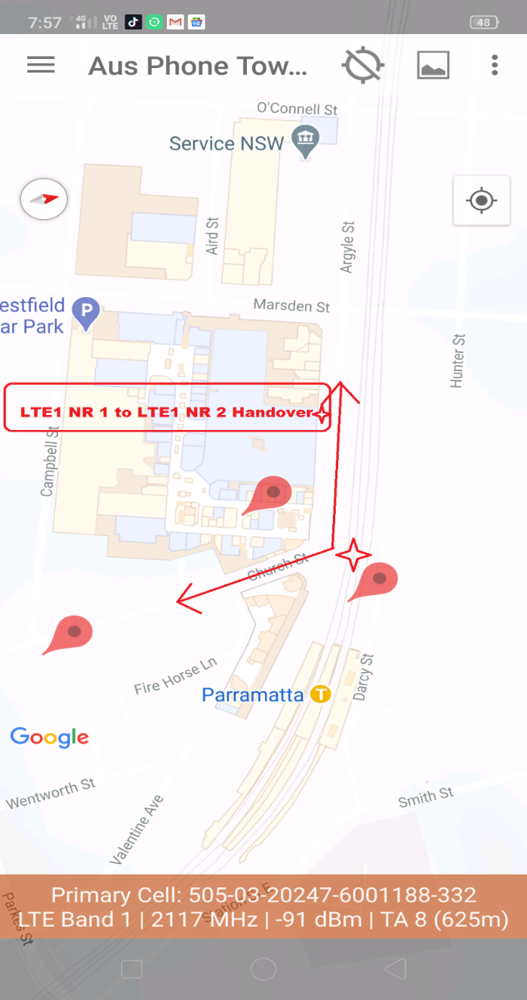 7:57 4G VO LTE 48
Aus Phone Tow...
O'Connell St
Service NSW
Aird St
Argyle St
Marsden St
estfield
ar Park
P
Hunter St
LTE1 NR 1 to LTE1 NR 2 Handover
Campbell St
Church St
Fire Horse Ln
Darcy St
Parramatta T
Google
Wentworth St
Smith St
Valentine Ave
Primary Cell: 505-03-20247-6001188-332
LTE Band 1 | 2117 MHz | -91 dBm | TA 8 (625m)
Parkes St